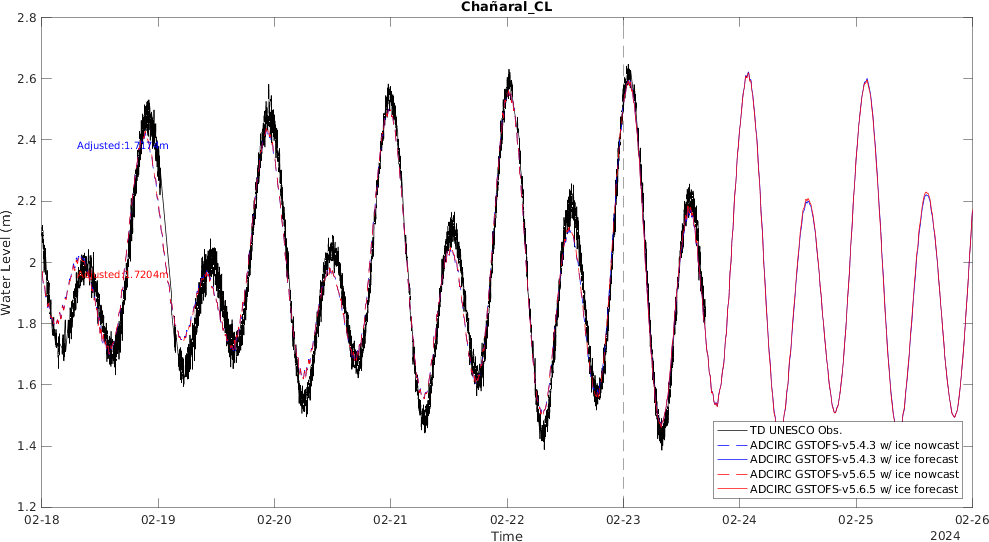 Chañaral_CL
2.8
2.6
2.4
2.2
2
1.8
1.6
1.4
1.2
Water Level (m)
Adjusted:1.7174m
Adjusted:1.7204m
TD UNESCO Obs.
ADCIRC GSTOFS-v5.4.3 w/ ice nowcast
ADCIRC GSTOFS-v5.4.3 w/ ice forecast
ADCIRC GSTOFS-v5.6.5 w/ ice nowcast
ADCIRC GSTOFS-v5.6.5 w/ ice forecast
02-18 02-19 02-20 02-21 02-22 02-23 02-24 02-25 02-26
Time
2024